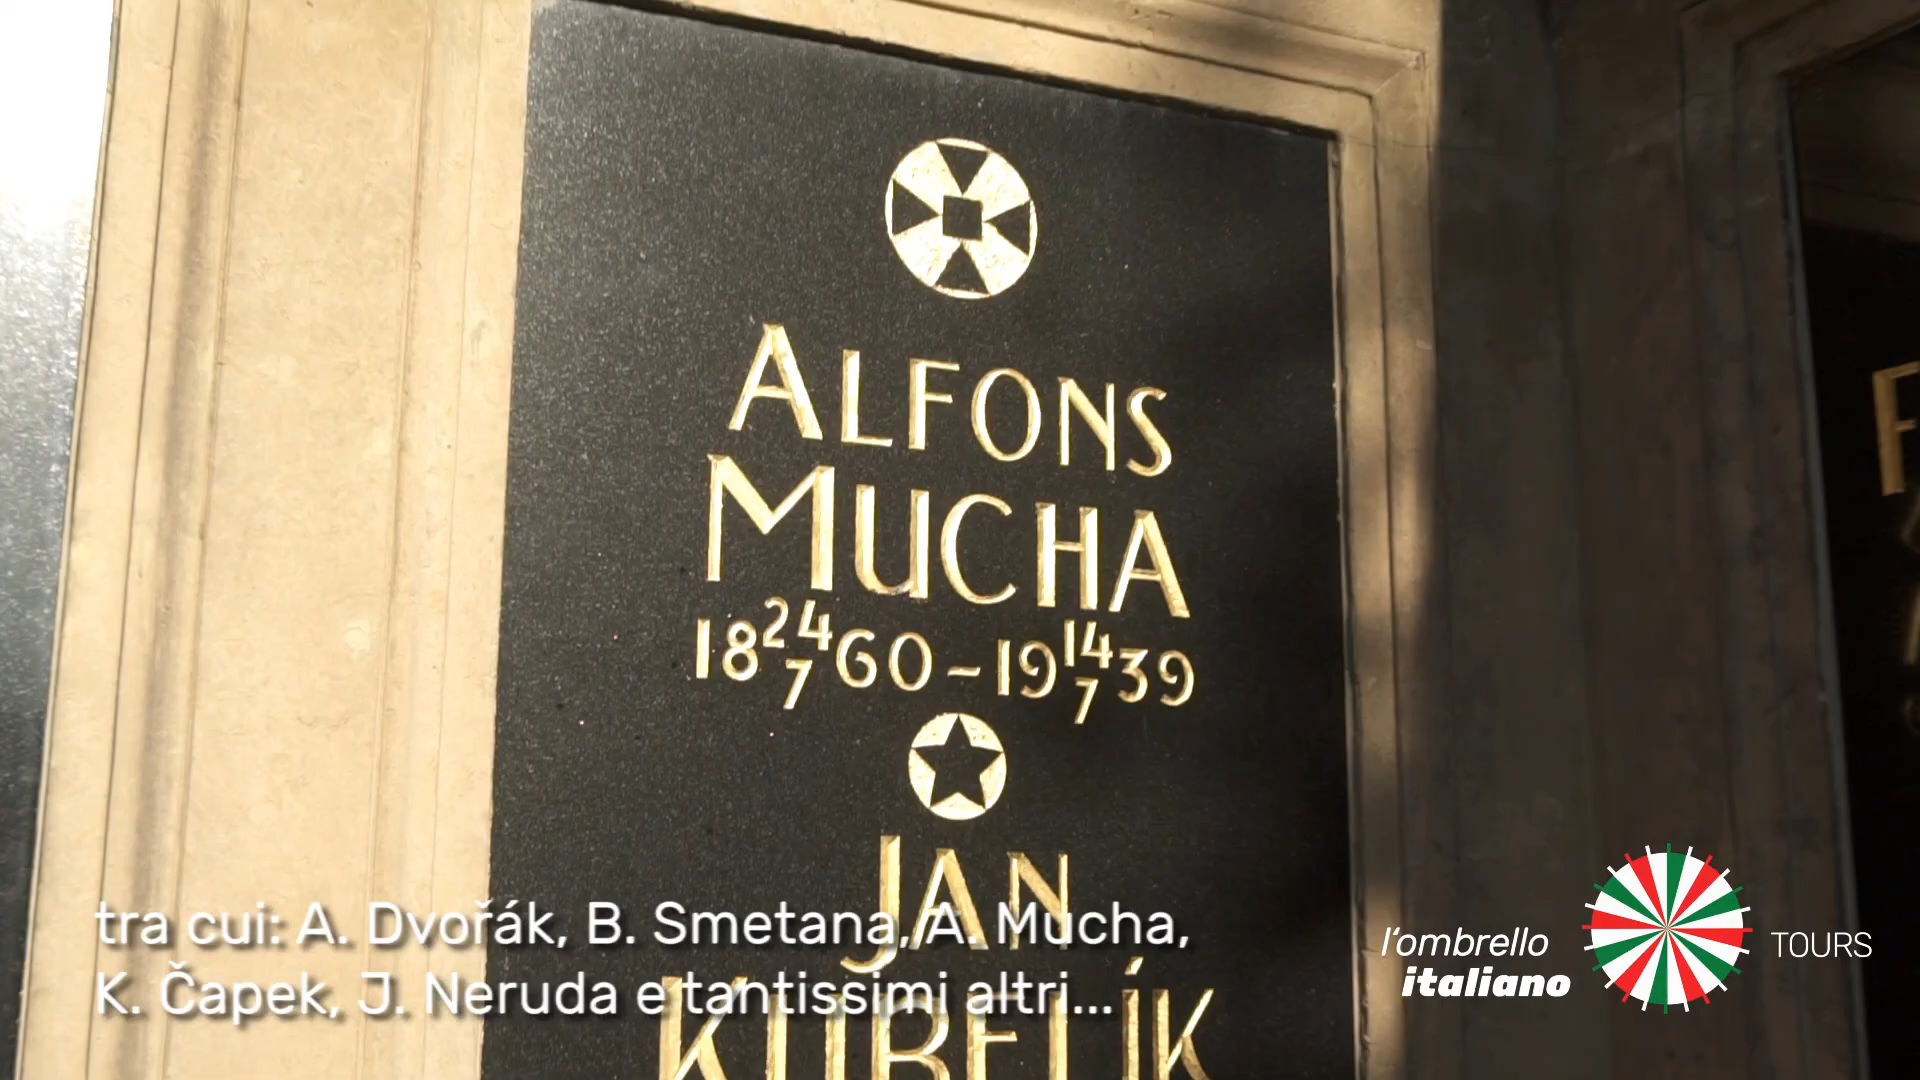 ALFONS
MUCHA
18 24/7 60 – 19 14/7 39
JAN
KUBELÍK
tra cui: A. Dvořák, B. Smetana, A. Mucha,
K. Čapek, J. Neruda e tantissimi altri...
l'ombrello
italiano
TOURS